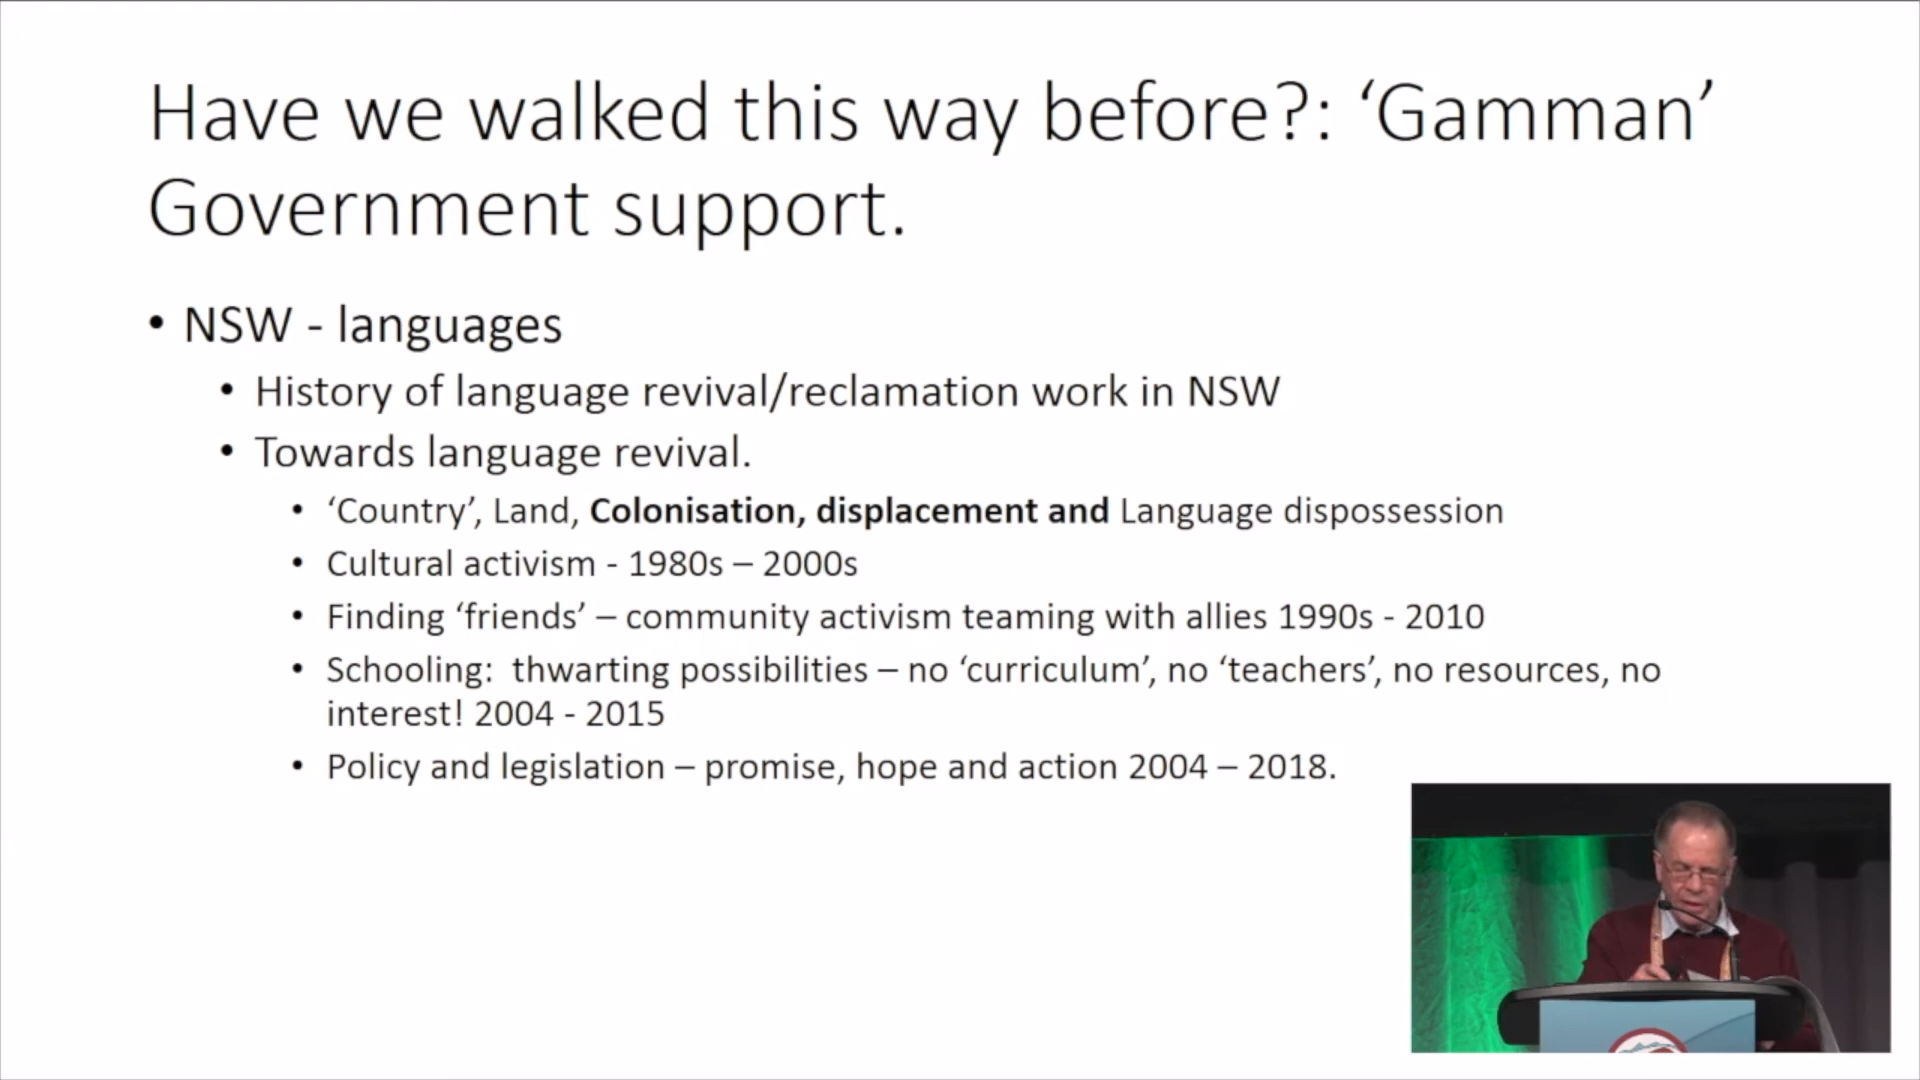 Have we walked this way before?: ‘Gamman’
Government support.
• NSW - languages
• History of language revival/reclamation work in NSW
• Towards language revival.
• ‘Country’, Land, Colonisation, displacement and Language dispossession
• Cultural activism - 1980s – 2000s
• Finding ‘friends’ – community activism teaming with allies 1990s - 2010
• Schooling:  thwarting possibilities – no ‘curriculum’, no ‘teachers’, no resources, no
interest! 2004 - 2015
• Policy and legislation – promise, hope and action 2004 – 2018.